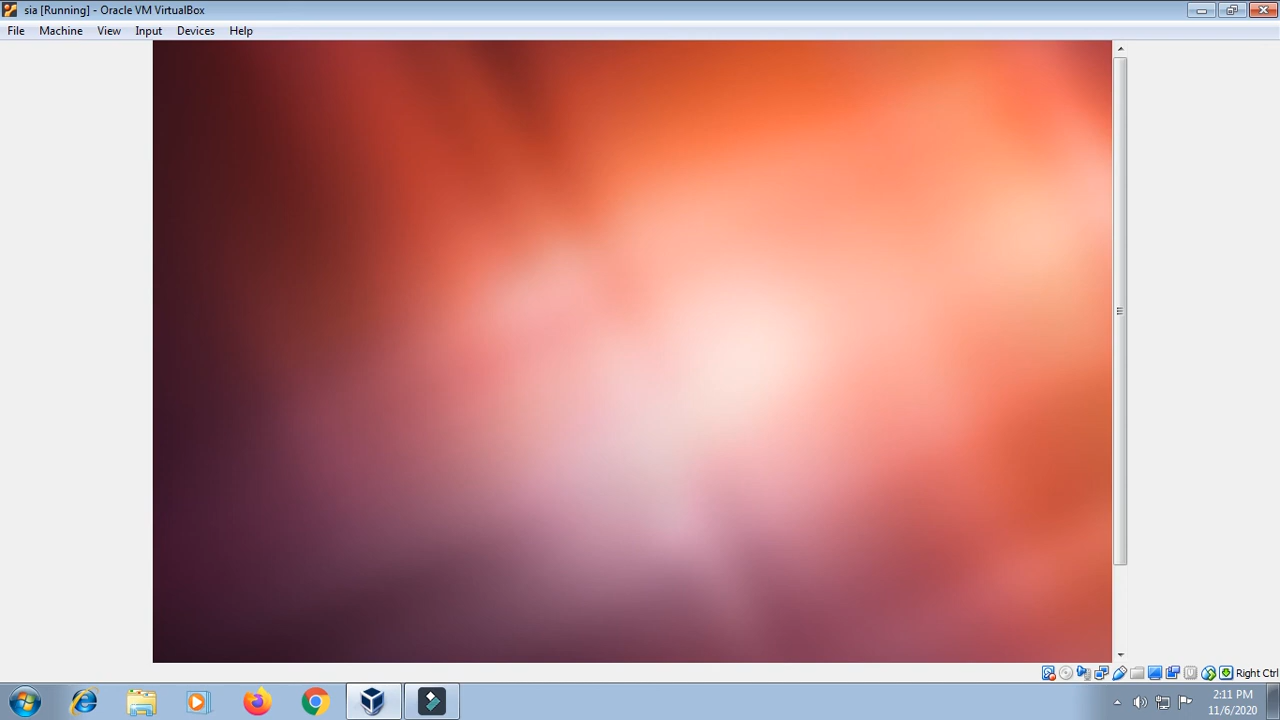 sia [Running] - Oracle VM VirtualBox
File Machine View Input Devices Help
Right Ctrl
2:11 PM
11/6/2020